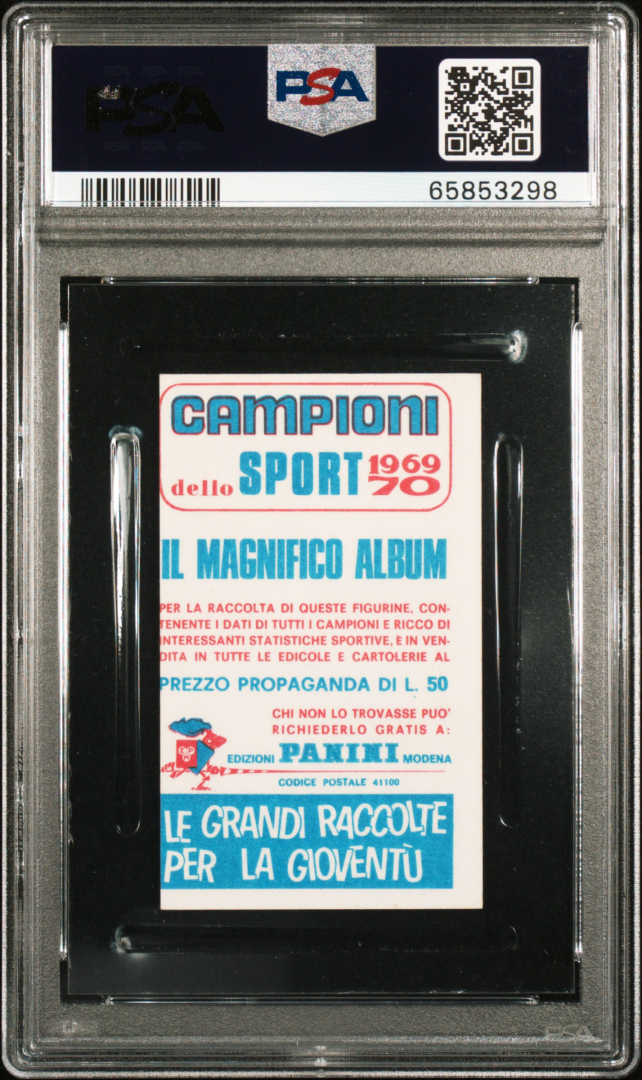 PSA
PSA
65853298
CAMPIONI
dello SPORT 1969
70
IL MAGNIFICO ALBUM
PER LA RACCOLTA DI QUESTE FIGURINE, CON-
TENENTE I DATI DI TUTTI I CAMPIONI E RICCO DI
INTERESSANTI STATISTICHE SPORTIVE, E IN VEN-
DITA IN TUTTE LE EDICOLE E CARTOLERIE AL
PREZZO PROPAGANDA DI L. 50
CHI NON LO TROVASSE PUO'
RICHIEDERLO GRATIS A:
EDIZIONI PANINI MODENA
CODICE POSTALE 41100
LE GRANDI RACCOLTE
PER LA GIOVENTÙ
PSA